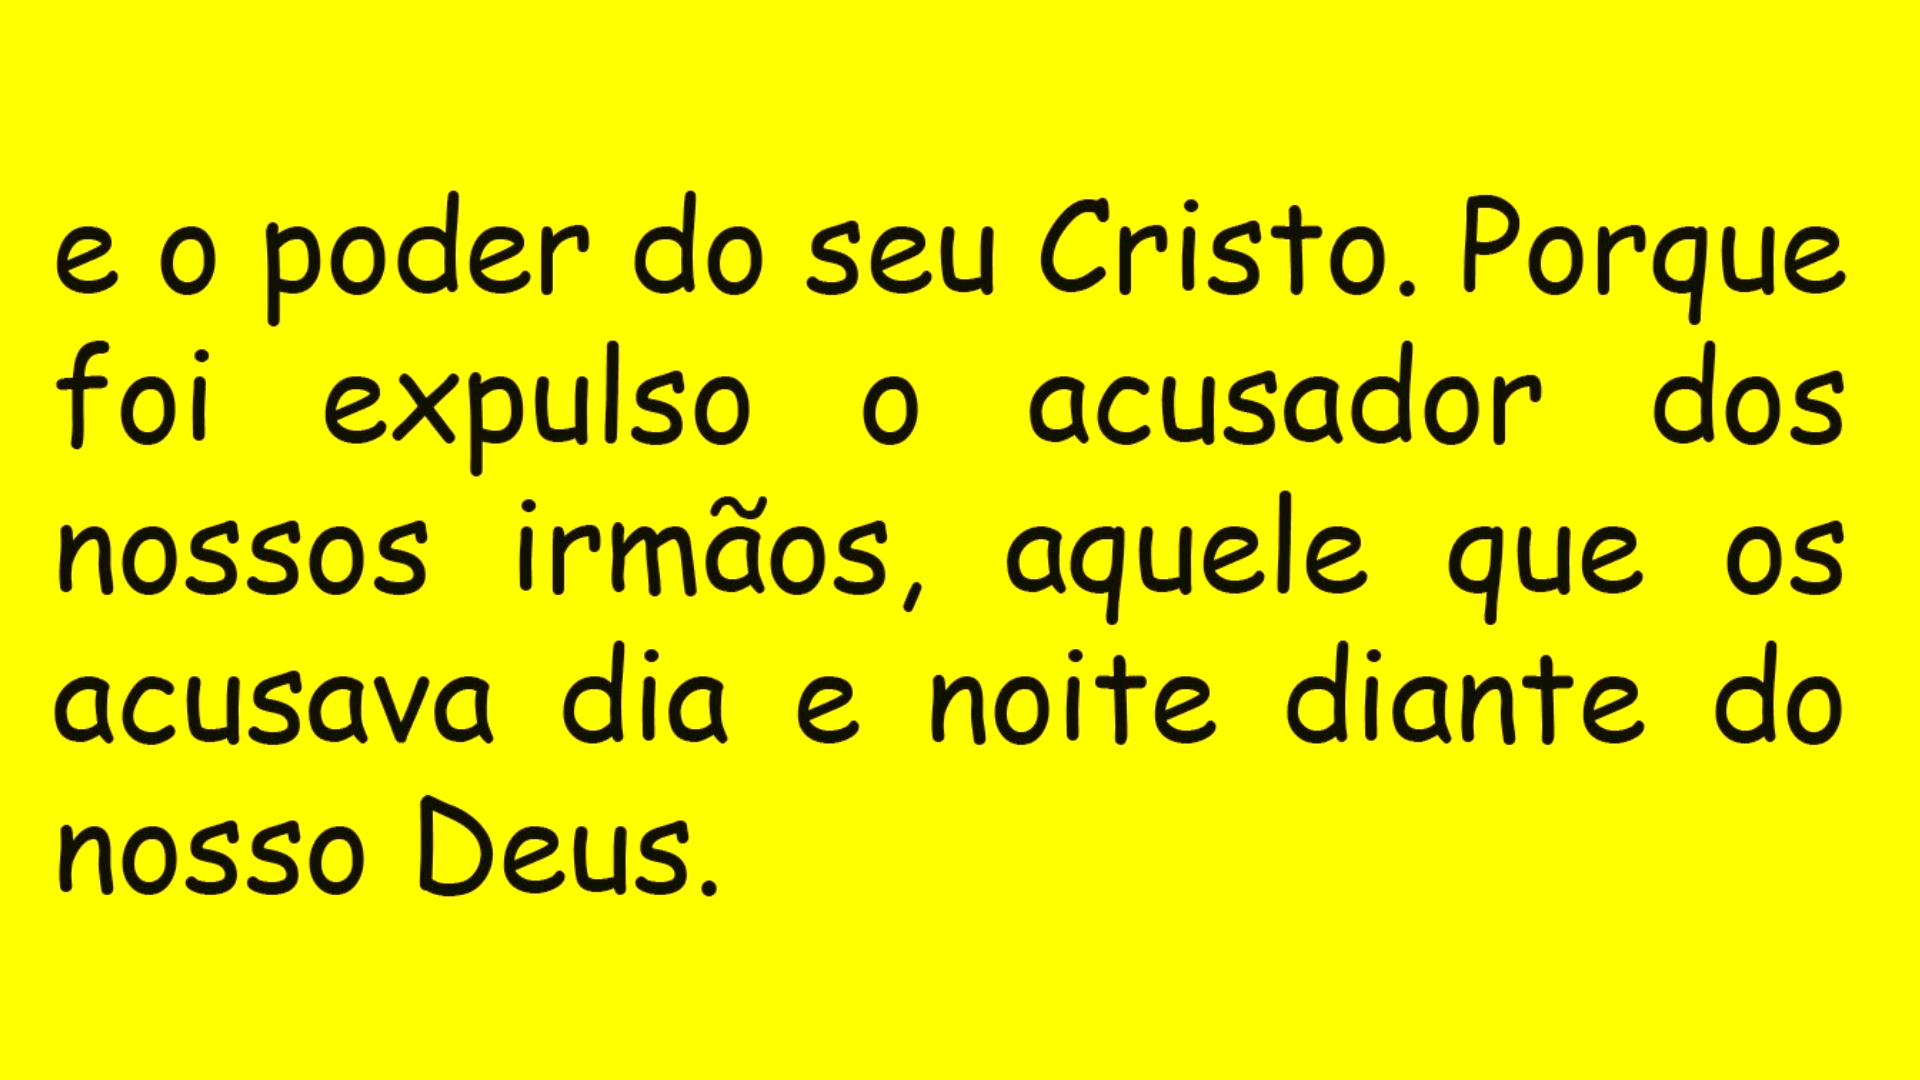 e o poder do seu Cristo. Porque
foi expulso o acusador dos
nossos irmãos, aquele que os
acusava dia e noite diante do
nosso Deus.